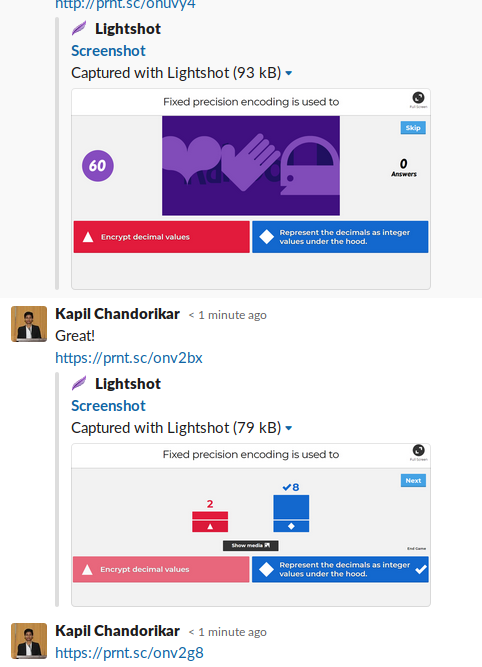 http://prnt.sc/onuvy4
Lightshot
Screenshot
Captured with Lightshot (93 kB)
Fixed precision encoding is used to
Full Screen
Skip
60
0
Answers
Encrypt decimal values
Represent the decimals as integer
values under the hood.
Kapil Chandorikar < 1 minute ago
Great!
https://prnt.sc/onv2bx
Lightshot
Screenshot
Captured with Lightshot (79 kB)
Fixed precision encoding is used to
Full Screen
Next
2
8
Show media
End Game
Encrypt decimal values
Represent the decimals as integer
values under the hood.
Kapil Chandorikar < 1 minute ago
https://prnt.sc/onv2g8